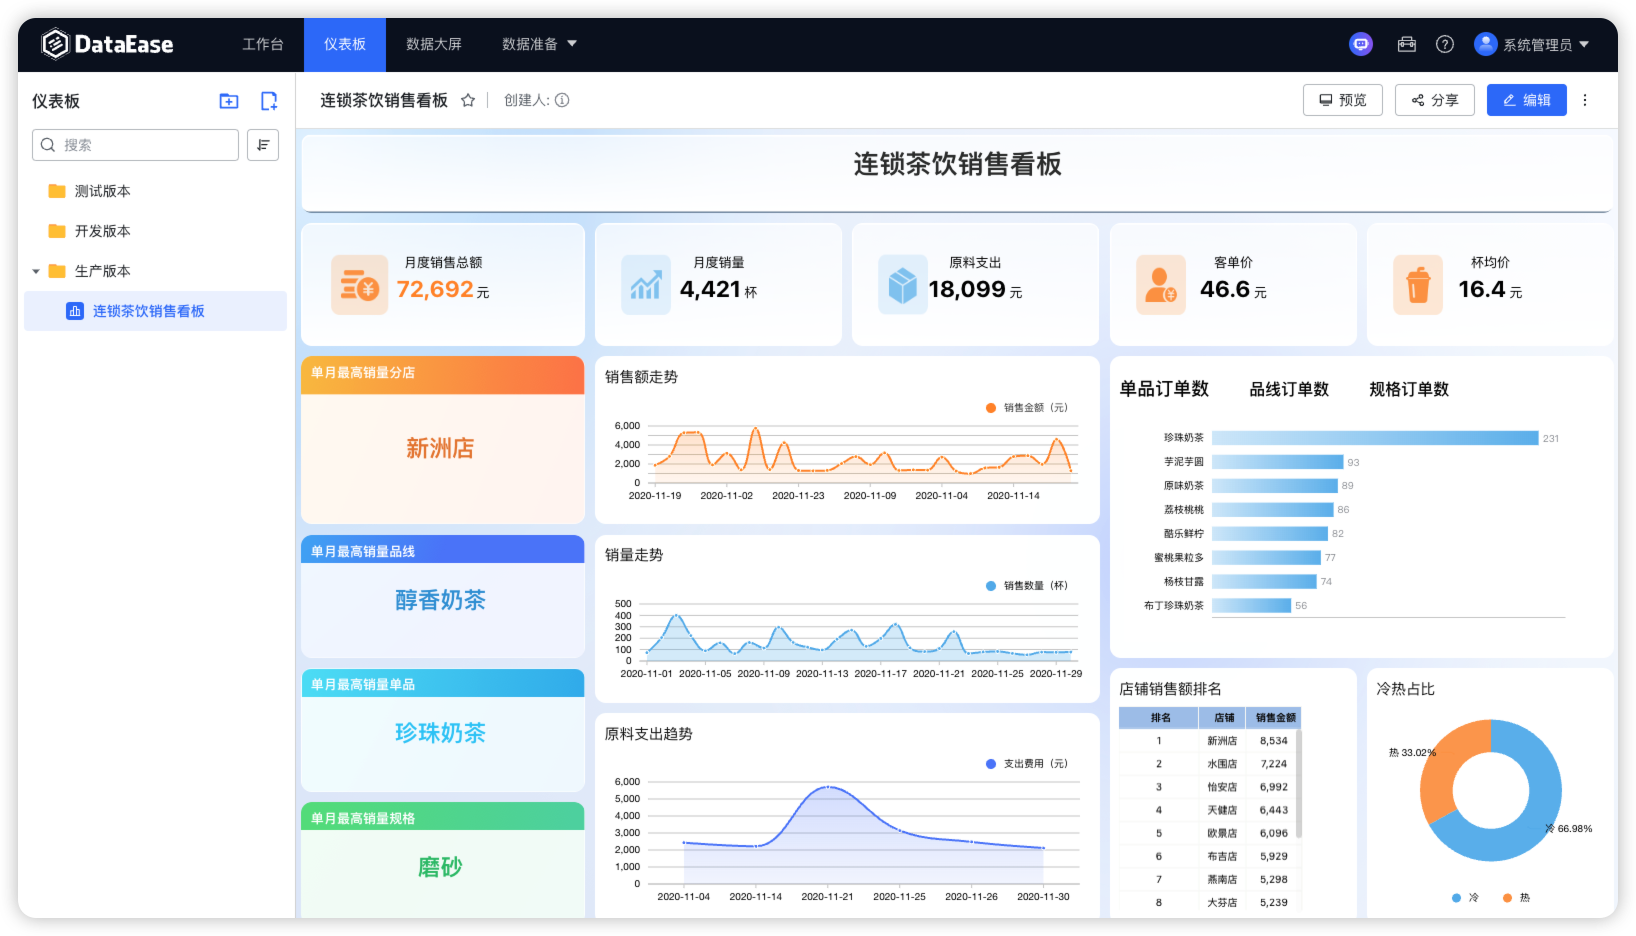 DataEase
工作台
仪表板
数据大屏
数据准备
系统管理员
仪表板
搜索
测试版本
开发版本
生产版本
连锁茶饮销售看板
连锁茶饮销售看板
创建人:
预览
分享
编辑
连锁茶饮销售看板
月度销售总额
72,692 元
月度销量
4,421 杯
原料支出
18,099 元
客单价
46.6 元
杯均价
16.4 元
单月最高销量分店
新洲店
单月最高销量品线
醇香奶茶
单月最高销量单品
珍珠奶茶
单月最高销量规格
磨砂
销售额走势
销售金额（元）
6,000
4,000
2,000
0
2020-11-19 2020-11-02 2020-11-23 2020-11-09 2020-11-04 2020-11-14
销量走势
销售数量（杯）
500
400
300
200
100
0
2020-11-01 2020-11-05 2020-11-09 2020-11-13 2020-11-17 2020-11-21 2020-11-25 2020-11-29
原料支出趋势
支出费用（元）
6,000
5,000
4,000
3,000
2,000
1,000
0
2020-11-04 2020-11-14 2020-11-21 2020-11-25 2020-11-26 2020-11-30
单品订单数 品线订单数 规格订单数
珍珠奶茶 231
芋泥芋圆 93
原味奶茶 89
荔枝桃桃 86
酷乐鲜柠 82
蜜桃果粒多 77
杨枝甘露 74
布丁珍珠奶茶 56
店铺销售额排名
排名 店铺 销售金额
1 新洲店 8,534
2 水围店 7,224
3 怡安店 6,992
4 天健店 6,443
5 欧景店 6,096
6 布吉店 5,929
7 燕南店 5,298
8 大芬店 5,239
冷热占比
热 33.02%
冷 66.98%
冷 热